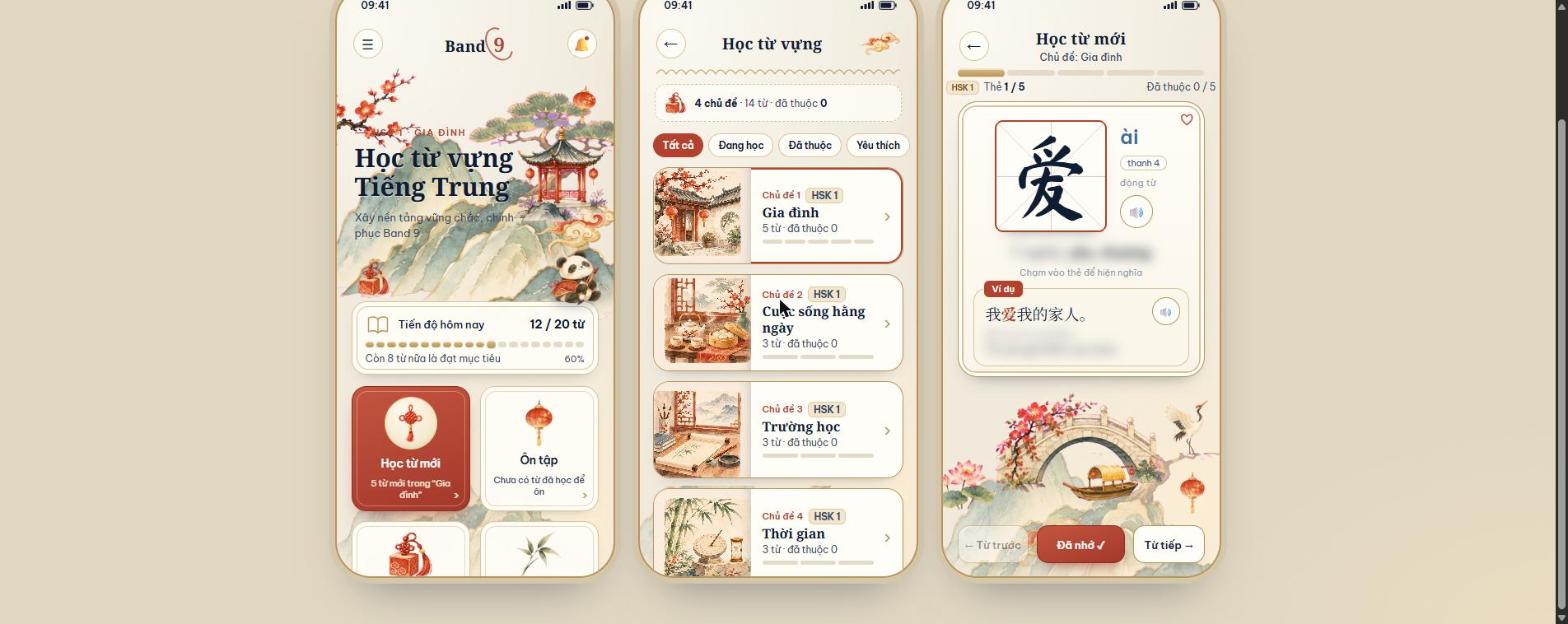 09:41
Band 9
HSK 1 · GIA ĐÌNH
Học từ vựng
Tiếng Trung
Xây nền tảng vững chắc, chinh
phục Band 9
Tiến độ hôm nay
12 / 20 từ
Còn 8 từ nữa là đạt mục tiêu
60%
Học từ mới
5 từ mới trong "Gia
đình"
Ôn tập
Chưa có từ đã học để
ôn
09:41
Học từ vựng
4 chủ đề · 14 từ · đã thuộc 0
Tất cả
Đang học
Đã thuộc
Yêu thích
Chủ đề 1 HSK 1
Gia đình
5 từ · đã thuộc 0
Chủ đề 2 HSK 1
Cuộc sống hằng
ngày
3 từ · đã thuộc 0
Chủ đề 3 HSK 1
Trường học
3 từ · đã thuộc 0
Chủ đề 4 HSK 1
Thời gian
3 từ · đã thuộc 0
09:41
Học từ mới
Chủ đề: Gia đình
HSK 1 Thẻ 1 / 5
Đã thuộc 0 / 5
爱
ài
thanh 4
động từ
Chạm vào thẻ để hiện nghĩa
Ví dụ
我爱我的家人。
← Từ trước
Đã nhớ ✓
Từ tiếp →